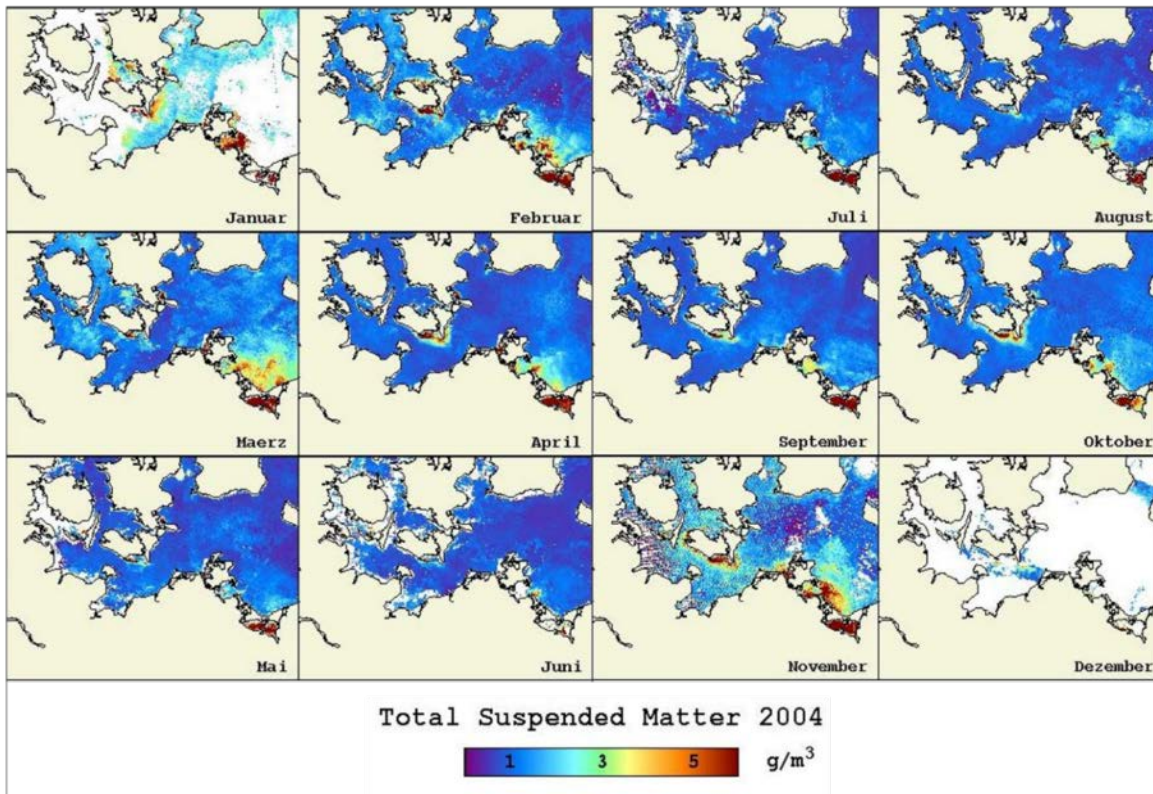 Januar
Februar
Juli
August
Maerz
April
September
Oktober
Mai
Juni
November
Dezember
Total Suspended Matter 2004
1 3 5 g/m³